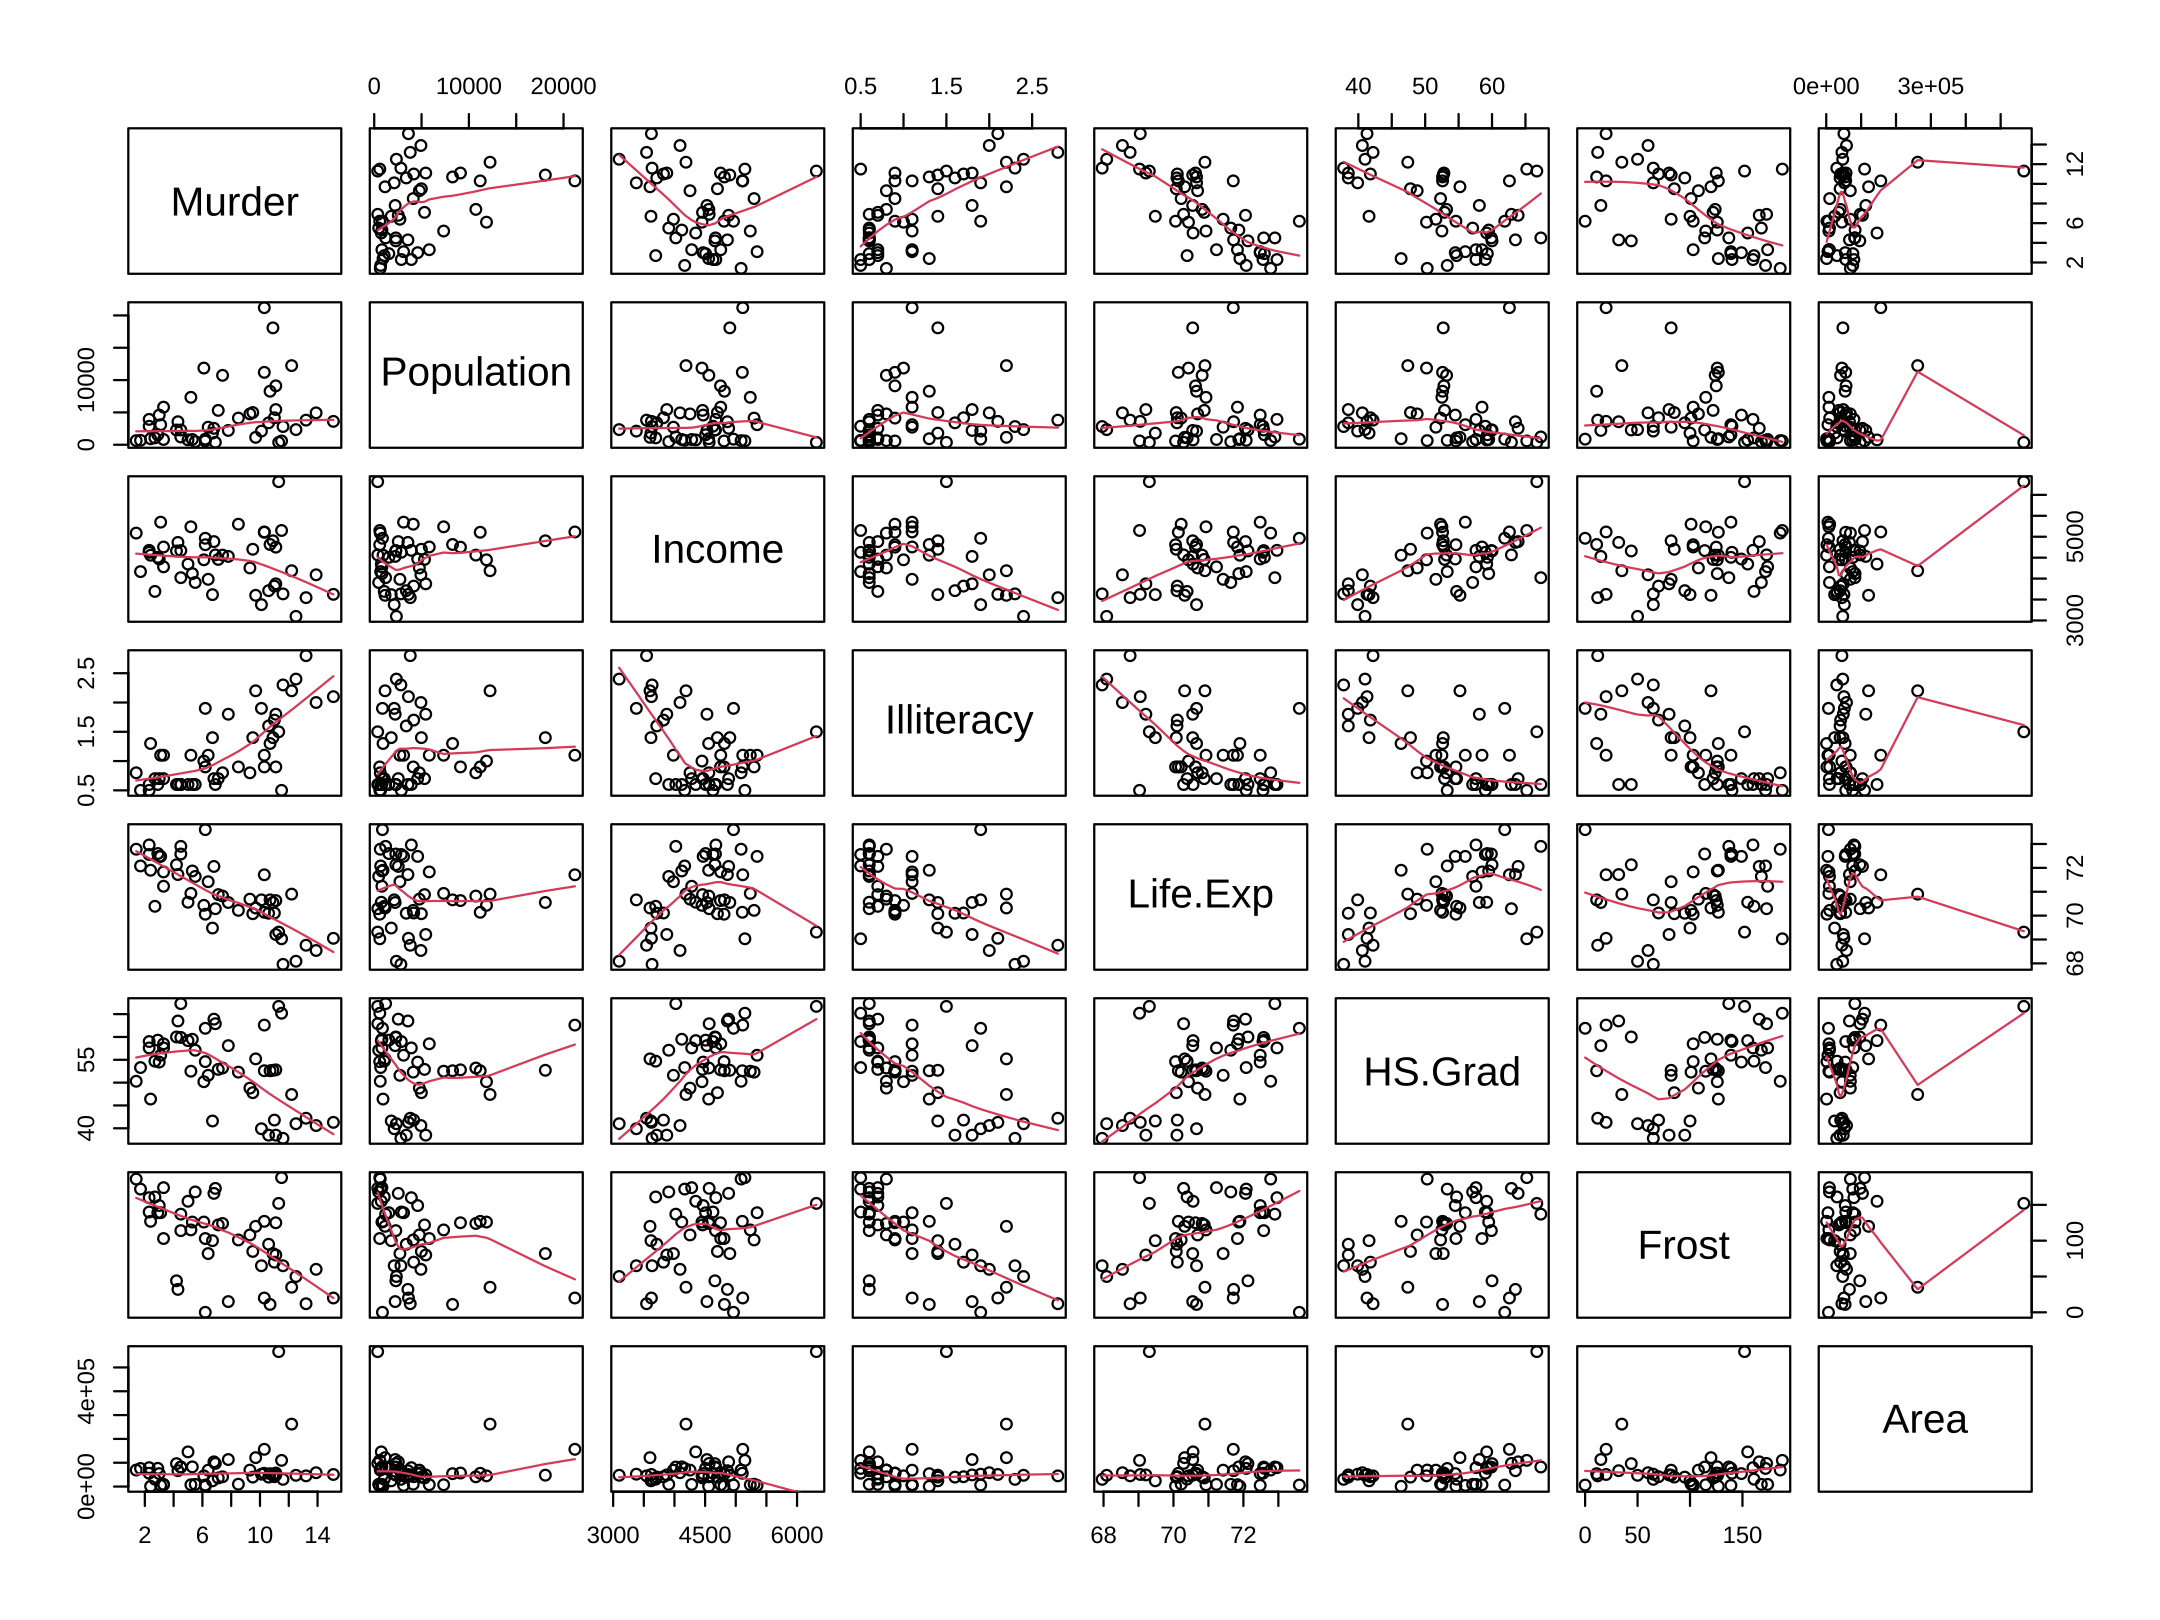 0 10000 20000 0.5 1.5 2.5 40 50 60 0e+00 3e+05
Murder
2 6 12
0 10000
Population
Income
3000 5000
0.5 1.5 2.5
Illiteracy
Life.Exp
68 70 72
40 55
HS.Grad
Frost
0 100
0e+00 4e+05
Area
2 6 10 14 3000 4500 6000 68 70 72 0 50 150